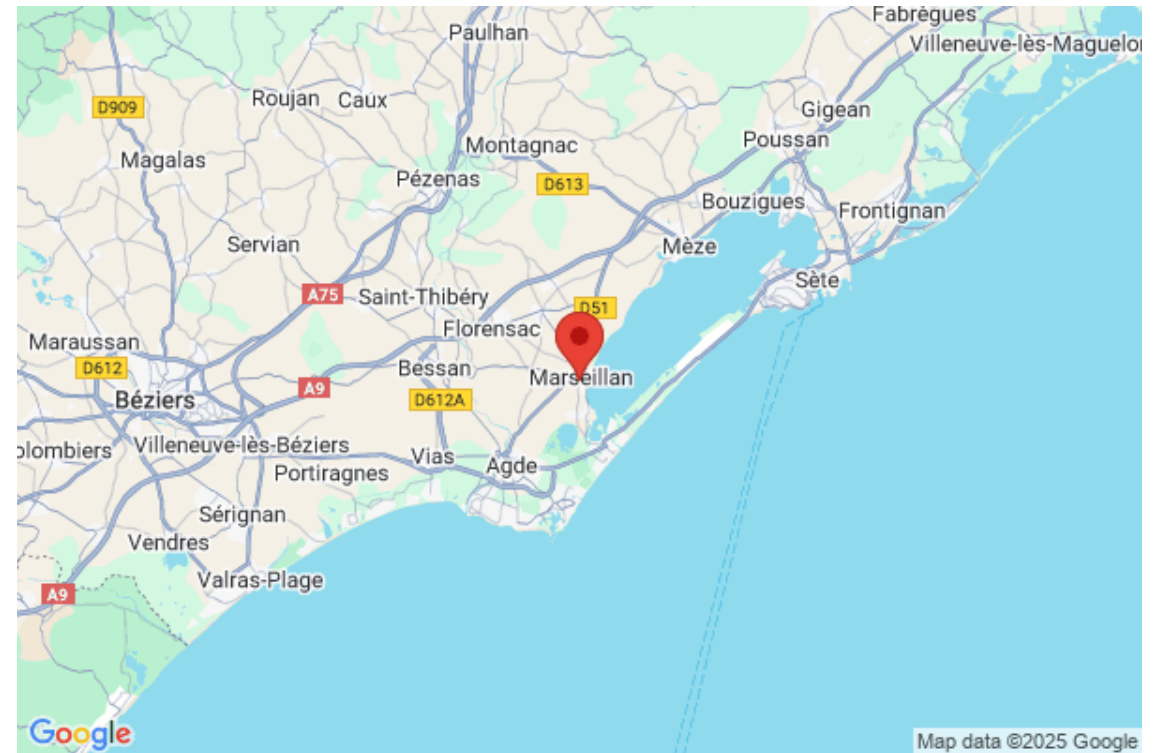 Fabrègues
Paulhan
Villeneuve-lès-Maguelo
Roujan
Caux
D909
Gigean
Poussan
Montagnac
Magalas
Pézenas
D613
Bouzigues
Frontignan
Servian
Mèze
Sète
A75
Saint-Thibéry
D51
Florensac
Maraussan
D612
Bessan
Marseillan
A9
Béziers
D612A
olombiers
Villeneuve-lès-Béziers
Vias
Agde
Portiragnes
Sérignan
Vendres
Valras-Plage
A9
Google
Map data ©2025 Google